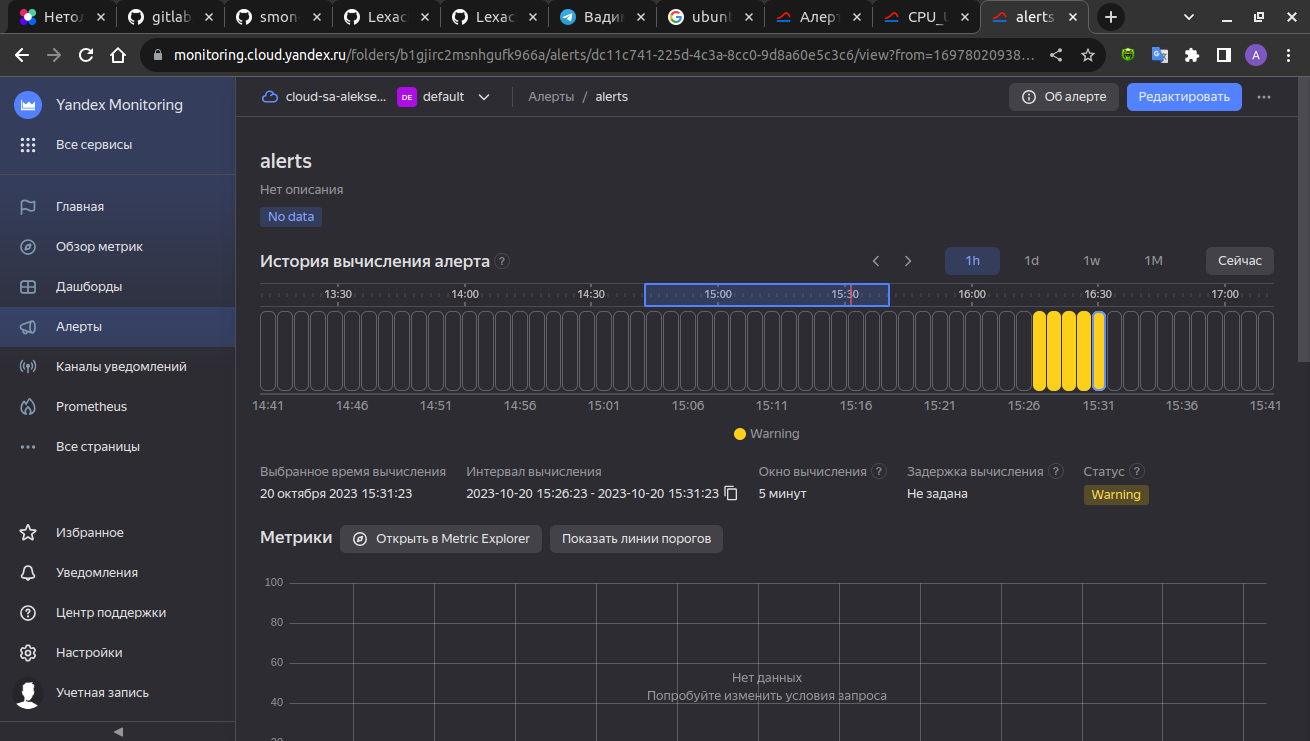 Нетол
gitlab
smon-
Lexac
Lexac
Вадим
ubunt
Алерт
CPU_U
alerts
monitoring.cloud.yandex.ru/folders/b1gjirc2msnhgufk966a/alerts/dc11c741-225d-4c3a-8cc0-9d8a60e5c3c6/view?from=16978020938...
A
Yandex Monitoring
cloud-sa-alekse...
DE
default
Алерты / alerts
Об алерте
Редактировать
Все сервисы
Главная
Обзор метрик
Дашборды
Алерты
Каналы уведомлений
Prometheus
Все страницы
Избранное
Уведомления
Центр поддержки
Настройки
Учетная запись
alerts
Нет описания
No data
История вычисления алерта ?
1h 1d 1w 1M Сейчас
13:30 14:00 14:30 15:00 15:30 16:00 16:30 17:00
14:41 14:46 14:51 14:56 15:01 15:06 15:11 15:16 15:21 15:26 15:31 15:36 15:41
Warning
Выбранное время вычисления
20 октября 2023 15:31:23
Интервал вычисления
2023-10-20 15:26:23 - 2023-10-20 15:31:23
Окно вычисления ?
5 минут
Задержка вычисления ?
Не задана
Статус ?
Warning
Метрики
Открыть в Metric Explorer
Показать линии порогов
100
80
60
40
Нет данных
Попробуйте изменить условия запроса